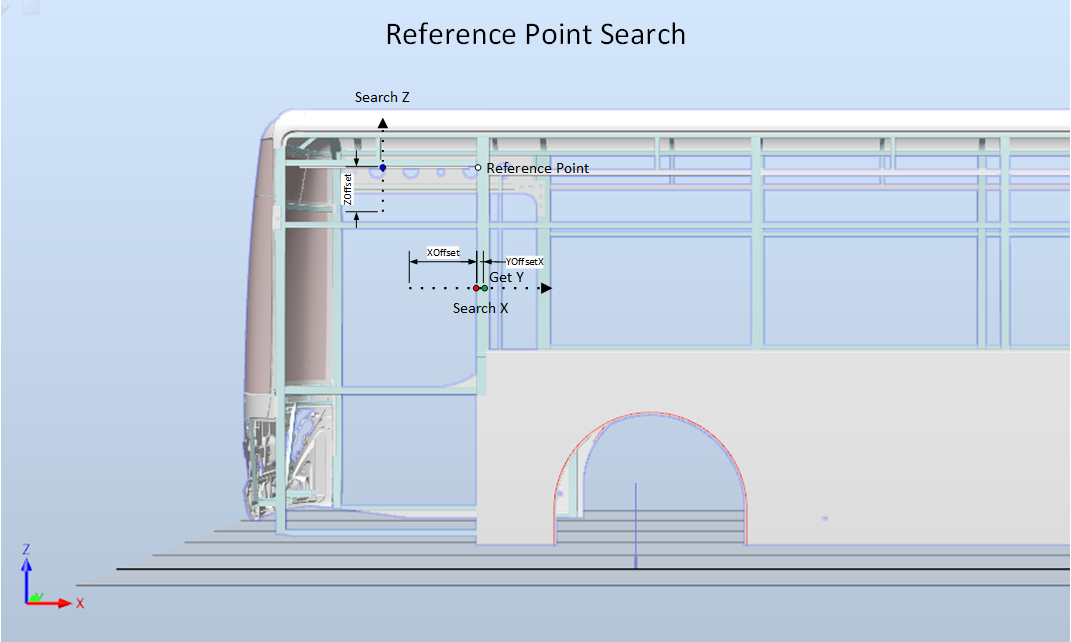 Reference Point Search
Search Z
Reference Point
ZOffset
XOffset
YOffsetX
Get Y
Search X
Z
Y
X